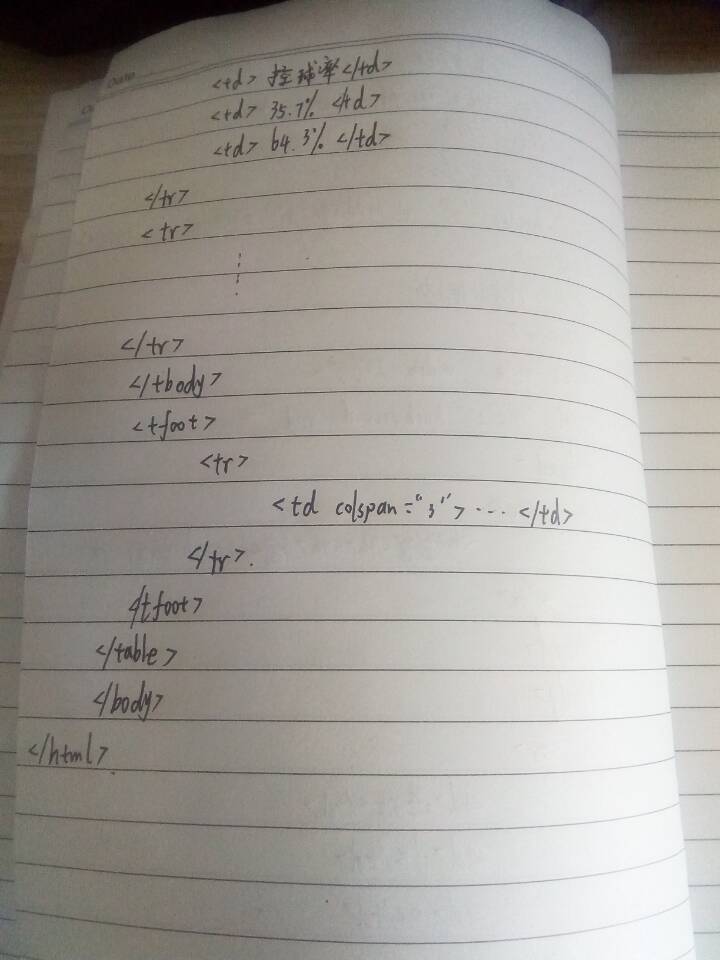 Date
<td> 控球率 </td>
<td> 35.7% </td>
<td> 64.3% </td>
</tr>
<tr>
</tr>
</tbody>
<tfoot>
<tr>
<td colspan="3">... </td>
</tr>.
</tfoot>
</table>
</body>
</html>.